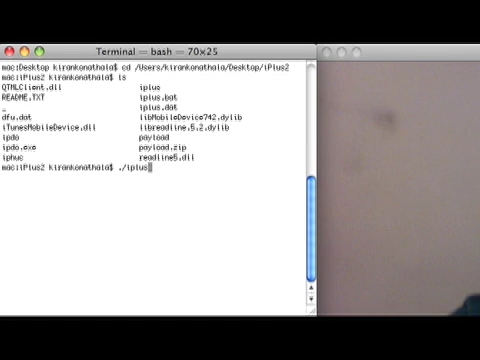 Terminal — bash — 70×25
mac:Desktop kirankonathala$ cd /Users/kirankonathala/Desktop/iPlus2
mac:iPlus2 kirankonathala$ ls
QTMLClient.dll iplus
README.TXT iplus.bat
_ iplus.dat
dfu.dat libMobileDevice742.dylib
iTunesMobileDevice.dll libreadline.5.2.dylib
ipdo payload
ipdo.exe payload.zip
iphuc readline5.dll
mac:iPlus2 kirankonathala$ ./iplus